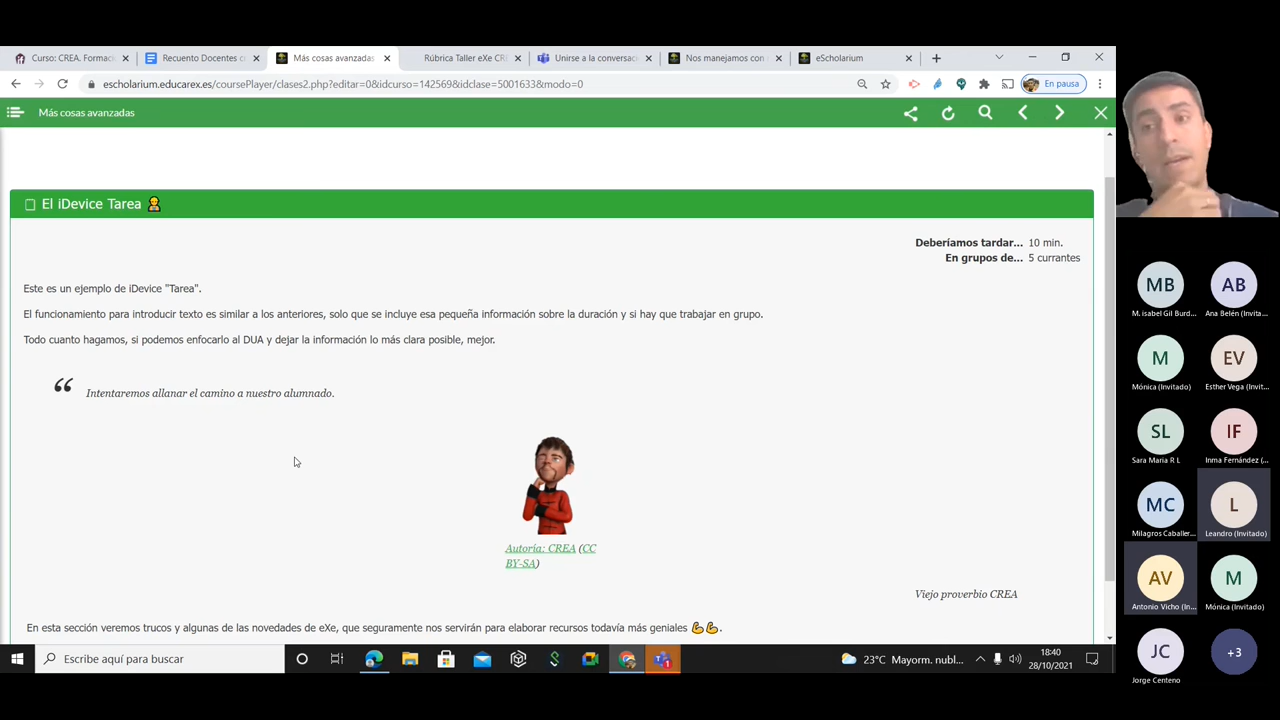 Curso: CREA. Formac
Recuento Docentes c
Más cosas avanzadas
Rúbrica Taller eXe CR
Unirse a la conversac
Nos manejamos con
eScholarium
escholarium.educarex.es/coursePlayer/clases2.php?editar=0&idcurso=142569&idclase=5001633&modo=0
En pausa
Más cosas avanzadas
El iDevice Tarea
Deberíamos tardar... 10 min.
En grupos de... 5 currantes
Este es un ejemplo de iDevice "Tarea".
El funcionamiento para introducir texto es similar a los anteriores, solo que se incluye esa pequeña información sobre la duración y si hay que trabajar en grupo.
Todo cuanto hagamos, si podemos enfocarlo al DUA y dejar la información lo más clara posible, mejor.
“ Intentaremos allanar el camino a nuestro alumnado.
Autoría: CREA (CC
BY-SA)
Viejo proverbio CREA
En esta sección veremos trucos y algunas de las novedades de eXe, que seguramente nos servirán para elaborar recursos todavía más geniales 💪💪.
Escribe aquí para buscar
23°C Mayorm. nubl...
18:40
28/10/2021
MB
AB
M. isabel Gil Burd...
Ana Belén (Invita...
M
EV
Mónica (Invitado)
Esther Vega (Invit...
SL
IF
Sara Maria R L
Inma Fernández (...
MC
L
Milagros Caballer...
Leandro (Invitado)
AV
M
Antonio Vicho (In...
Mónica (Invitado)
JC
+3
Jorge Centeno